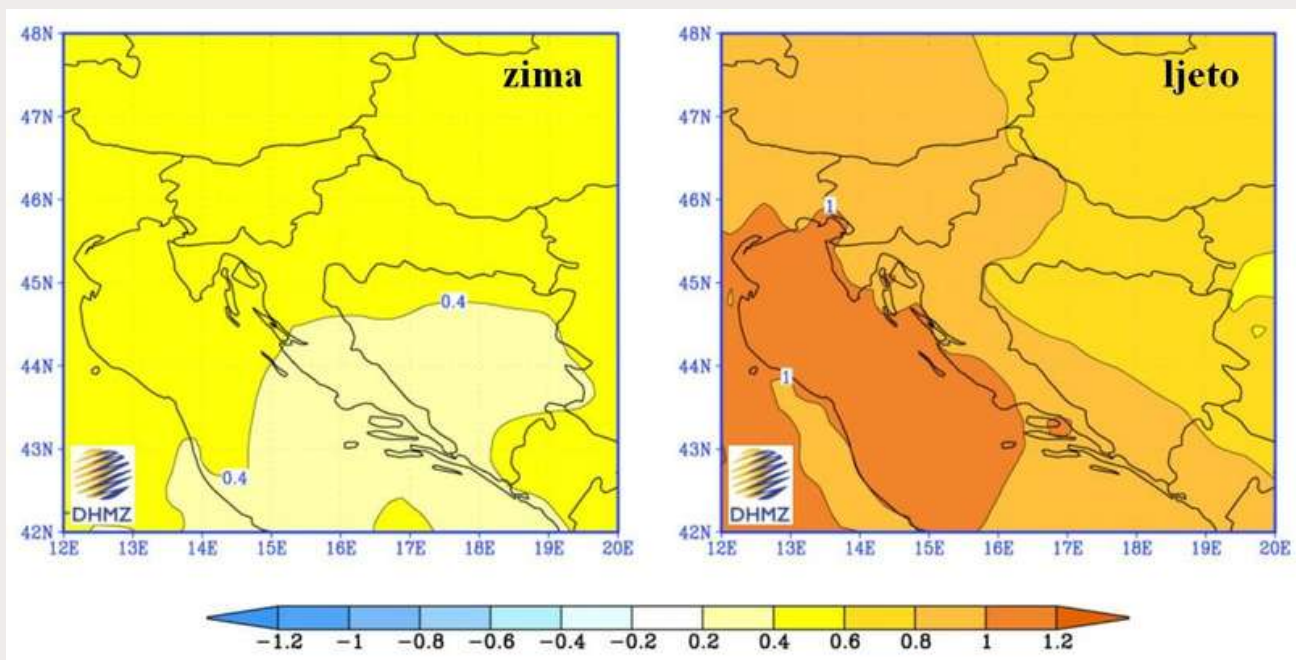 48N
47N
46N
45N
44N
43N
42N
12E 13E 14E 15E 16E 17E 18E 19E 20E
zima
0.4
0.4
DHMZ
48N
47N
46N
45N
44N
43N
42N
12E 13E 14E 15E 16E 17E 18E 19E 20E
ljeto
1
1
DHMZ
-1.2 -1 -0.8 -0.6 -0.4 -0.2 0.2 0.4 0.6 0.8 1 1.2